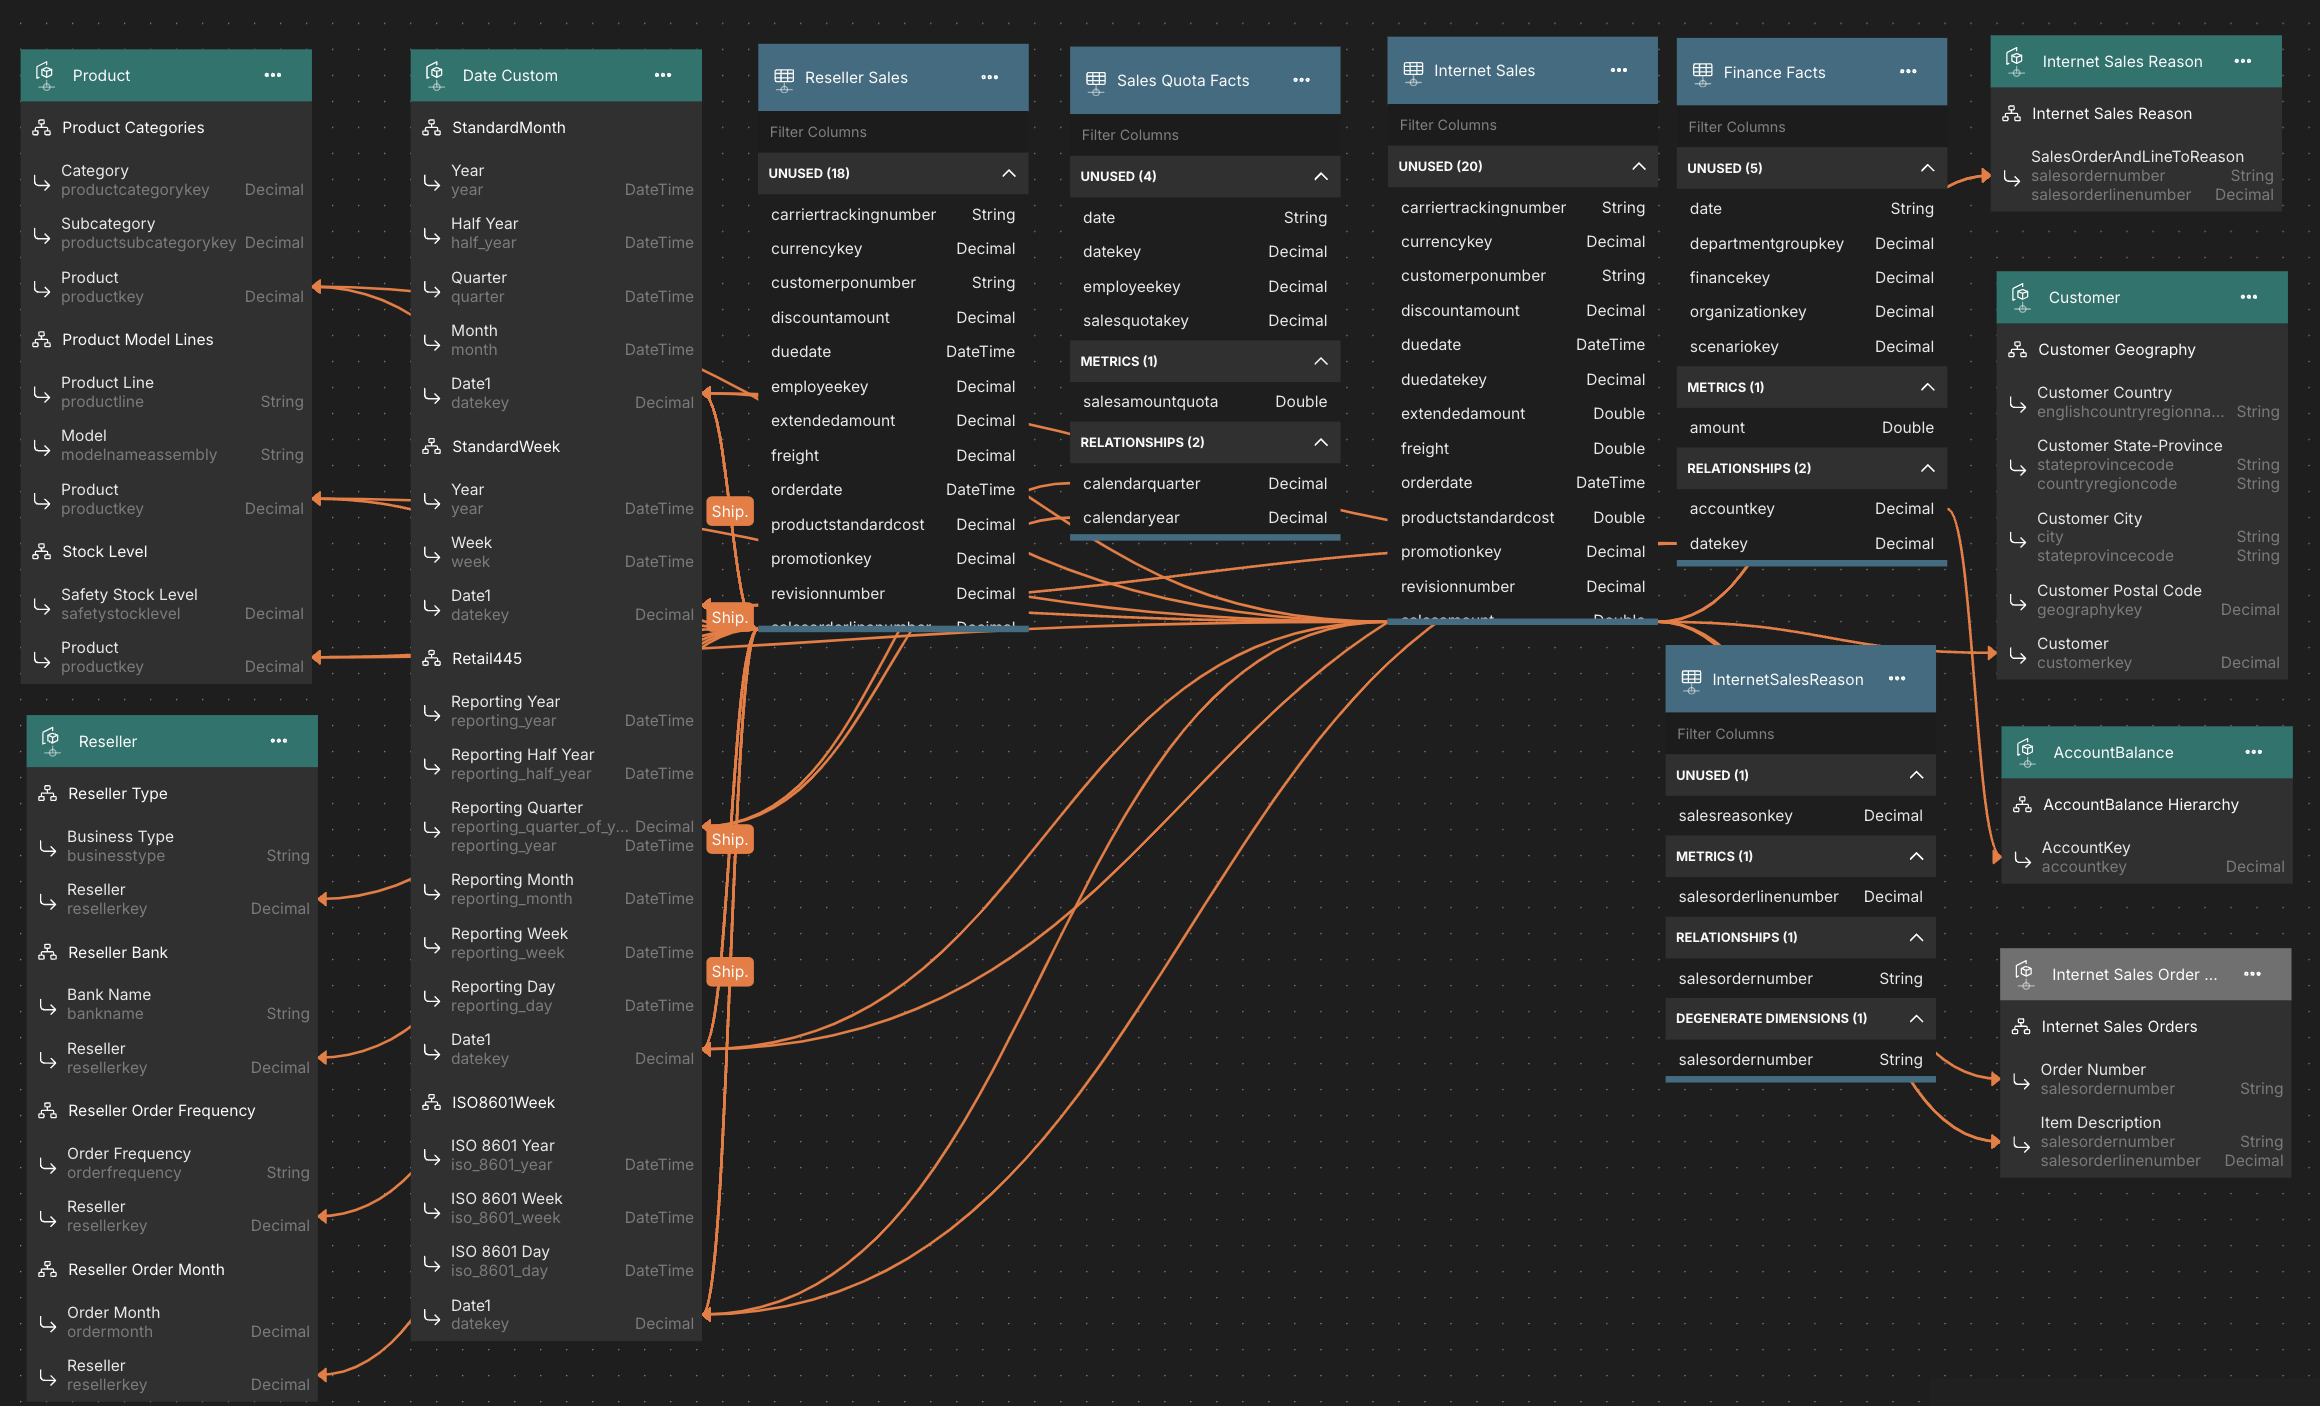 Product
Product Categories
Category
productcategorykey Decimal
Subcategory
productsubcategorykey Decimal
Product
productkey Decimal
Product Model Lines
Product Line
productline String
Model
modelnameassembly String
Product
productkey Decimal
Stock Level
Safety Stock Level
safetystocklevel Decimal
Product
productkey Decimal
Reseller
Reseller Type
Business Type
businesstype String
Reseller
resellerkey Decimal
Reseller Bank
Bank Name
bankname String
Reseller
resellerkey Decimal
Reseller Order Frequency
Order Frequency
orderfrequency String
Reseller
resellerkey Decimal
Reseller Order Month
Order Month
ordermonth Decimal
Reseller
resellerkey Decimal
Date Custom
StandardMonth
Year
year DateTime
Half Year
half_year DateTime
Quarter
quarter DateTime
Month
month DateTime
Date1
datekey Decimal
StandardWeek
Year
year DateTime
Week
week DateTime
Date1
datekey Decimal
Retail445
Reporting Year
reporting_year DateTime
Reporting Half Year
reporting_half_year DateTime
Reporting Quarter
reporting_quarter_of_y... Decimal
reporting_year DateTime
Reporting Month
reporting_month DateTime
Reporting Week
reporting_week DateTime
Reporting Day
reporting_day DateTime
Date1
datekey Decimal
ISO8601Week
ISO 8601 Year
iso_8601_year DateTime
ISO 8601 Week
iso_8601_week DateTime
ISO 8601 Day
iso_8601_day DateTime
Date1
datekey Decimal
Ship.
Ship.
Ship.
Ship.
Reseller Sales
Filter Columns
UNUSED (18)
carriertrackingnumber String
currencykey Decimal
customerponumber String
discountamount Decimal
duedate DateTime
employeekey Decimal
extendedamount Decimal
freight Decimal
orderdate DateTime
productstandardcost Decimal
promotionkey Decimal
revisionnumber Decimal
salesorderlinenumber Decimal
Sales Quota Facts
Filter Columns
UNUSED (4)
date String
datekey Decimal
employeekey Decimal
salesquotakey Decimal
METRICS (1)
salesamountquota Double
RELATIONSHIPS (2)
calendarquarter Decimal
calendaryear Decimal
Internet Sales
Filter Columns
UNUSED (20)
carriertrackingnumber String
currencykey Decimal
customerponumber String
discountamount Decimal
duedate DateTime
duedatekey Decimal
extendedamount Double
freight Double
orderdate DateTime
productstandardcost Double
promotionkey Decimal
revisionnumber Decimal
salesamount Double
Finance Facts
Filter Columns
UNUSED (5)
date String
departmentgroupkey Decimal
financekey Decimal
organizationkey Decimal
scenariokey Decimal
METRICS (1)
amount Double
RELATIONSHIPS (2)
accountkey Decimal
datekey Decimal
InternetSalesReason
Filter Columns
UNUSED (1)
salesreasonkey Decimal
METRICS (1)
salesorderlinenumber Decimal
RELATIONSHIPS (1)
salesordernumber String
DEGENERATE DIMENSIONS (1)
salesordernumber String
Internet Sales Reason
Internet Sales Reason
SalesOrderAndLineToReason
salesordernumber String
salesorderlinenumber Decimal
Customer
Customer Geography
Customer Country
englishcountryregionna... String
Customer State-Province
stateprovincecode String
countryregioncode String
Customer City
city String
stateprovincecode String
Customer Postal Code
geographykey Decimal
Customer
customerkey Decimal
AccountBalance
AccountBalance Hierarchy
AccountKey
accountkey Decimal
Internet Sales Order ...
Internet Sales Orders
Order Number
salesordernumber String
Item Description
salesordernumber String
salesorderlinenumber Decimal